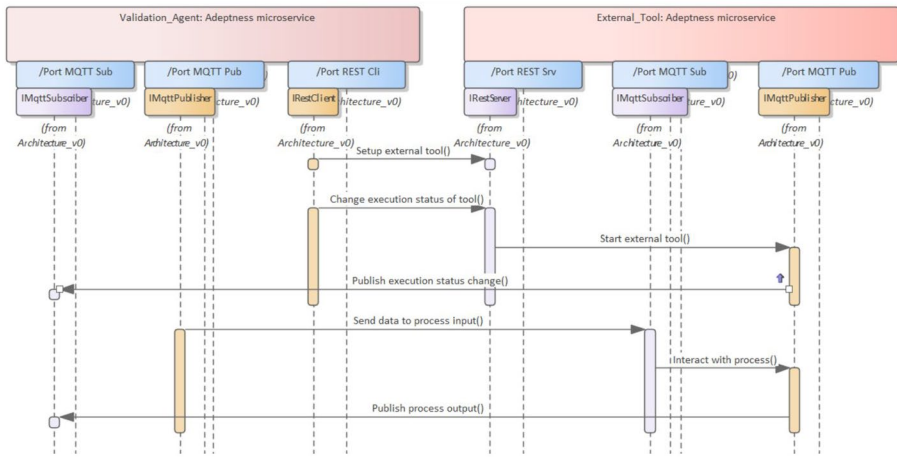 Validation_Agent: Adeptness microservice
External_Tool: Adeptness microservice
/Port MQTT Sub
/Port MQTT Pub
/Port REST Cli
/Port REST Srv
/Port MQTT Sub
/Port MQTT Pub
IMqttSubscriber
IMqttPublisher
IRestClient
IRestServer
IMqttSubscriber
IMqttPublisher
(from
Architecture_v0)
(from
Architecture_v0)
(from
Architecture_v0)
(from
Architecture_v0)
(from
Architecture_v0)
(from
Architecture_v0)
Setup external tool()
Change execution status of tool()
Start external tool()
Publish execution status change()
Send data to process input()
Interact with process()
Publish process output()